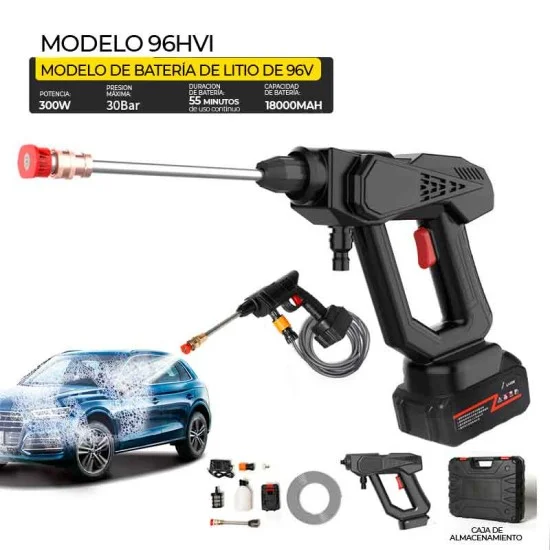 MODELO 96HVI
MODELO DE BATERÍA DE LITIO DE 96V
POTENCIA:
300W
PRESION
MÁXIMA:
30Bar
DURACION
DE BATERÍA:
55 MINUTOS
de uso continuo
CAPACIDAD
DE BATERÍA:
18000MAH
CAJA DE
ALMACENAMIENTO